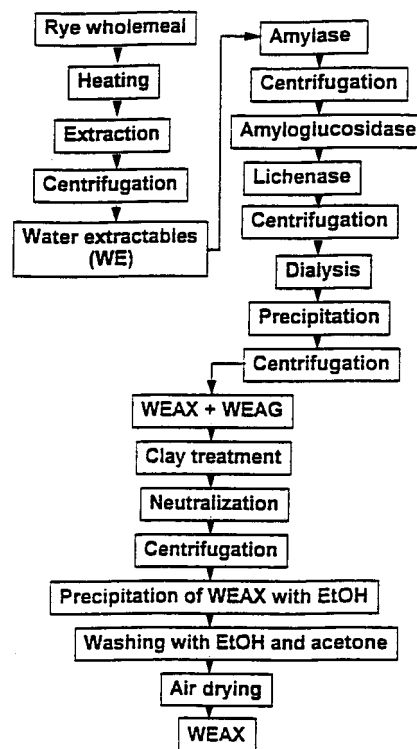 Rye wholemeal
Heating
Extraction
Centrifugation
Water extractables
(WE)
Amylase
Centrifugation
Amyloglucosidase
Lichenase
Centrifugation
Dialysis
Precipitation
Centrifugation
WEAX + WEAG
Clay treatment
Neutralization
Centrifugation
Precipitation of WEAX with EtOH
Washing with EtOH and acetone
Air drying
WEAX